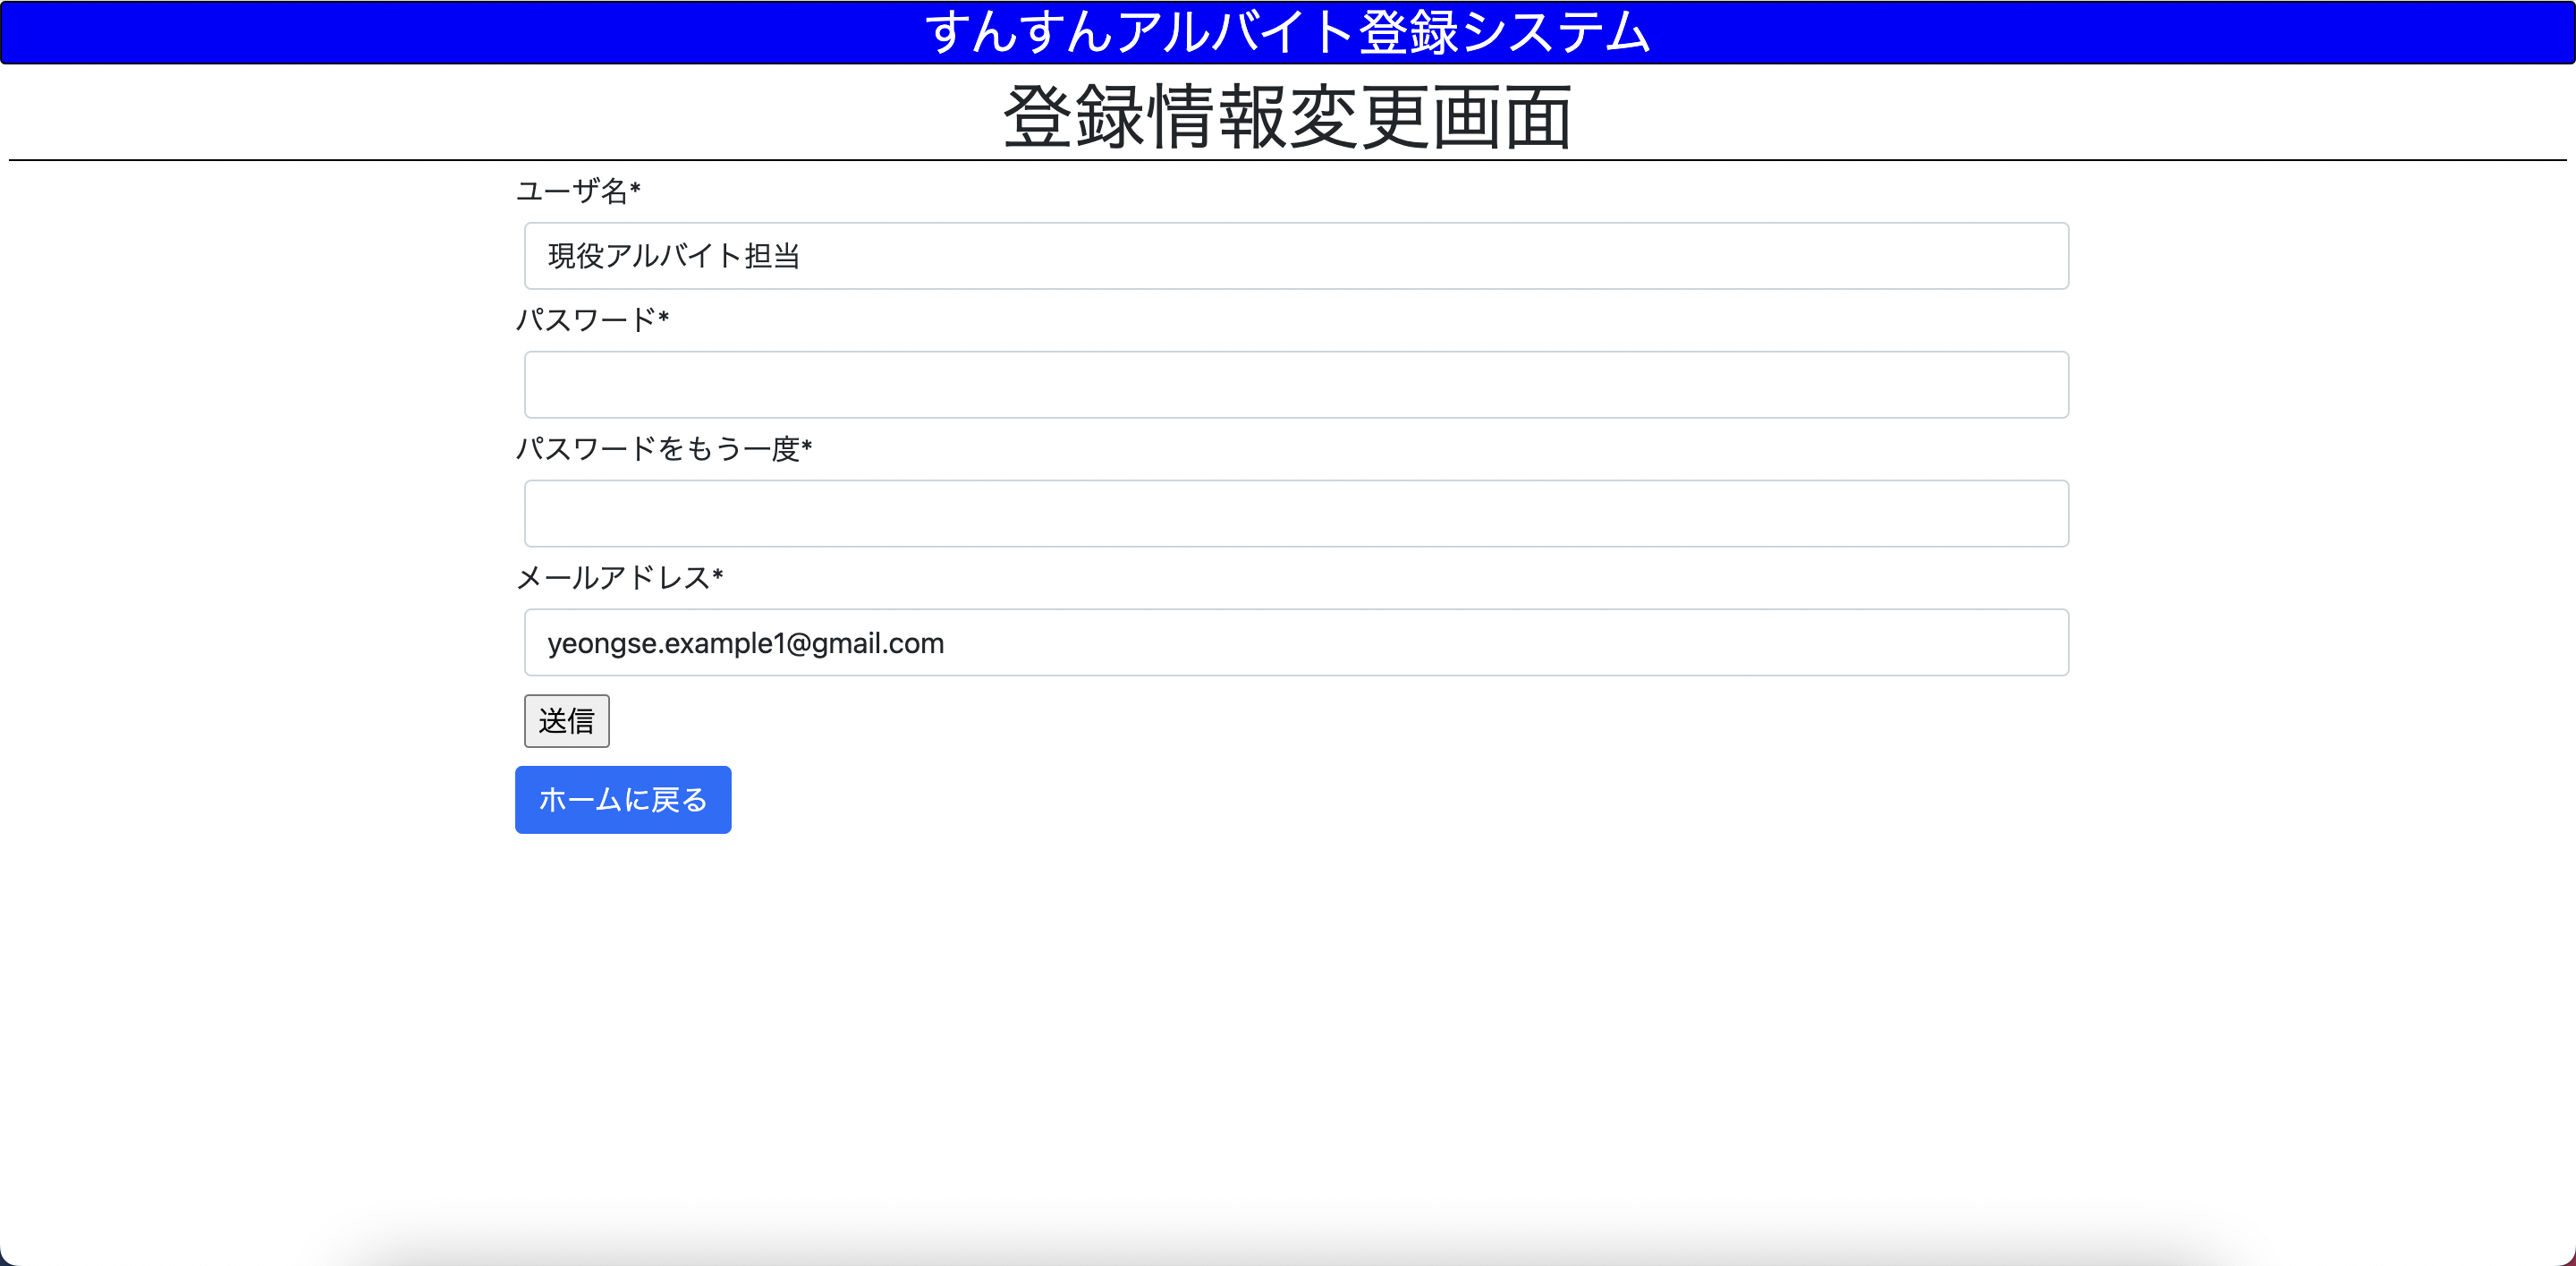 すんすんアルバイト登録システム
登録情報変更画面
ユーザ名*
現役アルバイト担当
パスワード*
パスワードをもう一度*
メールアドレス*
yeongse.example1@gmail.com
送信
ホームに戻る